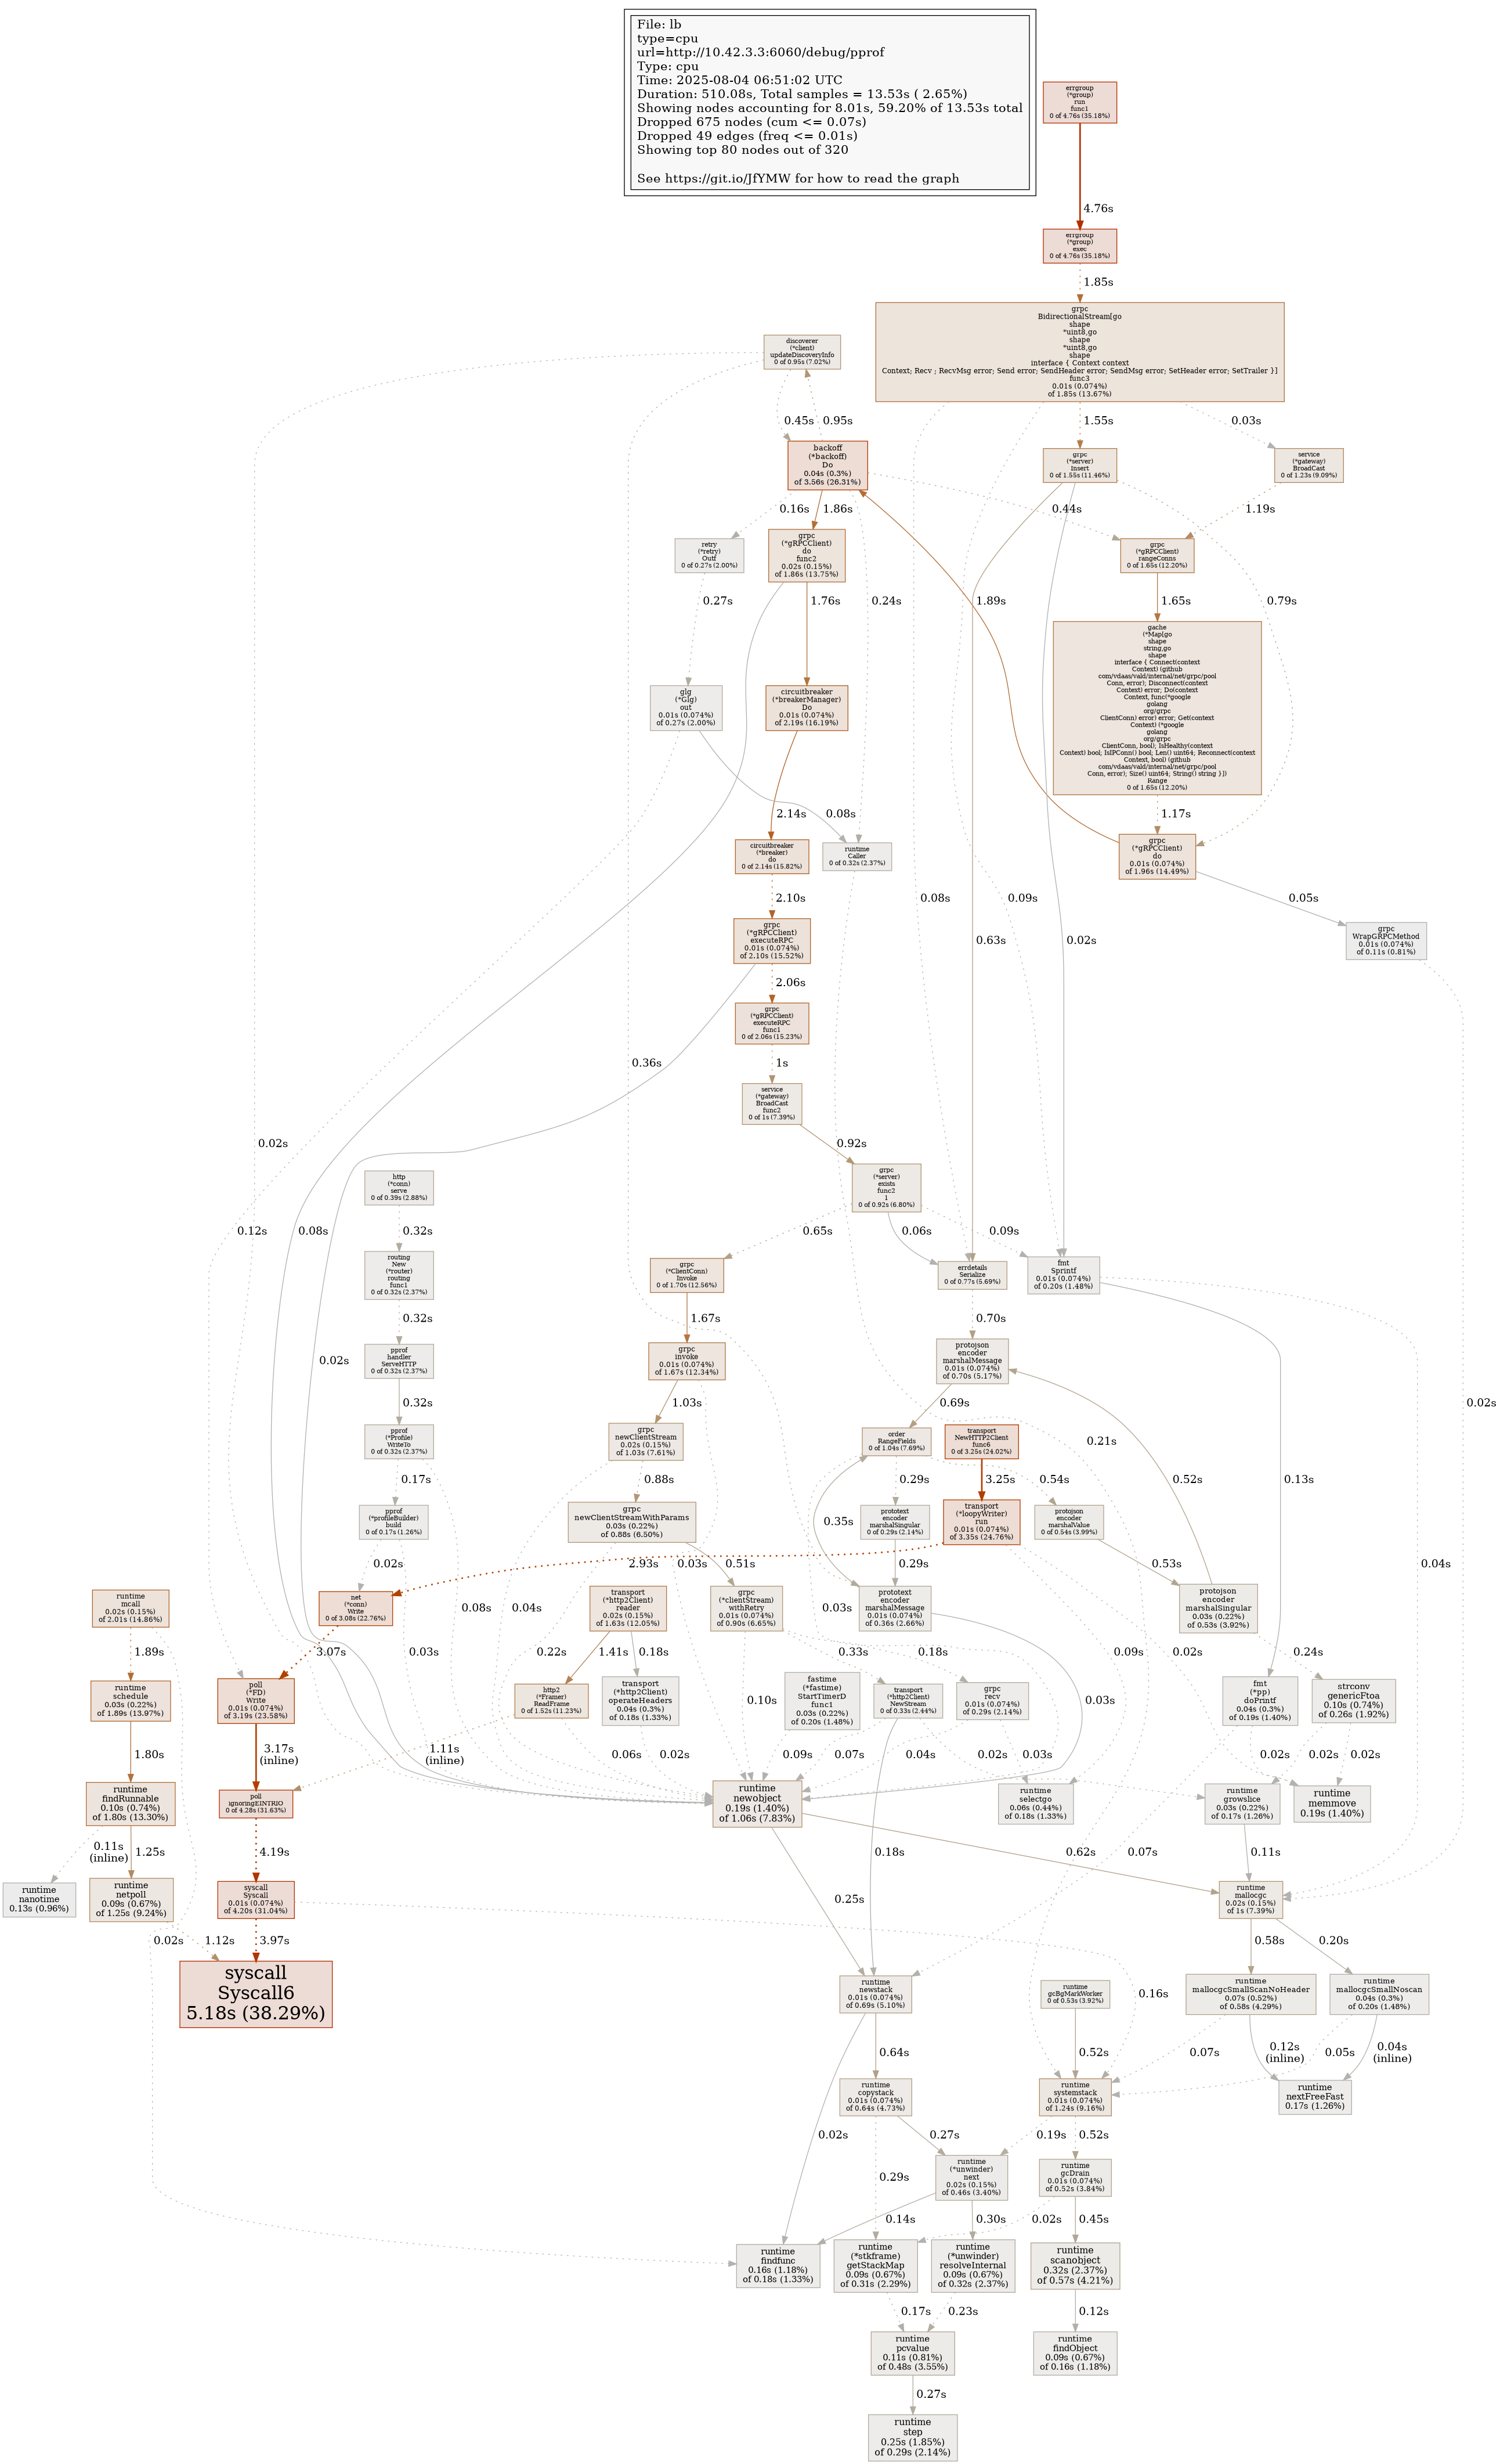 File: lb
type=cpu
url=http://10.42.3.3:6060/debug/pprof
Type: cpu
Time: 2025-08-04 06:51:02 UTC
Duration: 510.08s, Total samples = 13.53s ( 2.65%)
Showing nodes accounting for 8.01s, 59.20% of 13.53s total
Dropped 675 nodes (cum <= 0.07s)
Dropped 49 edges (freq <= 0.01s)
Showing top 80 nodes out of 320
See https://git.io/JfYMW for how to read the graph
errgroup
(*group)
run
func1
0 of 4.76s (35.18%)
4.76s
errgroup
(*group)
exec
0 of 4.76s (35.18%)
1.85s
grpc
BidirectionalStream[go
shape
*uint8,go
shape
*uint8,go
shape
interface { Context context
Context; Recv ; RecvMsg error; Send error; SendHeader error; SendMsg error; SetHeader error; SetTrailer }]
func3
0.01s (0.074%)
of 1.85s (13.67%)
discoverer
(*client)
updateDiscoveryInfo
0 of 0.95s (7.02%)
0.45s
0.95s
1.55s
0.03s
backoff
(*backoff)
Do
0.04s (0.3%)
of 3.56s (26.31%)
grpc
(*server)
Insert
0 of 1.55s (11.46%)
service
(*gateway)
BroadCast
0 of 1.23s (9.09%)
0.16s
1.86s
0.44s
1.19s
retry
(*retry)
Outf
0 of 0.27s (2.00%)
grpc
(*gRPCClient)
do
func2
0.02s (0.15%)
of 1.86s (13.75%)
grpc
(*gRPCClient)
rangeConns
0 of 1.65s (12.20%)
0.27s
1.76s
0.24s
1.89s
1.65s
0.79s
gache
(*Map[go
shape
string,go
shape
interface { Connect(context
Context) (github
com/vdaas/vald/internal/net/grpc/pool
Conn, error); Disconnect(context
Context) error; Do(context
Context, func(*google
golang
org/grpc
ClientConn) error) error; Get(context
Context) (*google
golang
org/grpc
ClientConn, bool); IsHealthy(context
Context) bool; IsIPConn() bool; Len() uint64; Reconnect(context
Context, bool) (github
com/vdaas/vald/internal/net/grpc/pool
Conn, error); Size() uint64; String() string }])
Range
0 of 1.65s (12.20%)
glg
(*Glg)
out
0.01s (0.074%)
of 0.27s (2.00%)
circuitbreaker
(*breakerManager)
Do
0.01s (0.074%)
of 2.19s (16.19%)
2.14s
0.08s
1.17s
circuitbreaker
(*breaker)
do
0 of 2.14s (15.82%)
runtime
Caller
0 of 0.32s (2.37%)
grpc
(*gRPCClient)
do
0.01s (0.074%)
of 1.96s (14.49%)
2.10s
0.08s
0.09s
0.05s
grpc
(*gRPCClient)
executeRPC
0.01s (0.074%)
of 2.10s (15.52%)
0.63s
0.02s
grpc
WrapGRPCMethod
0.01s (0.074%)
of 0.11s (0.81%)
2.06s
grpc
(*gRPCClient)
executeRPC
func1
0 of 2.06s (15.23%)
0.36s
1s
service
(*gateway)
BroadCast
func2
0 of 1s (7.39%)
0.02s
0.92s
http
(*conn)
serve
0 of 0.39s (2.88%)
grpc
(*server)
exists
func2
1
0 of 0.92s (6.80%)
0.12s
0.08s
0.32s
0.65s
0.06s
0.09s
routing
New
(*router)
routing
func1
0 of 0.32s (2.37%)
grpc
(*ClientConn)
Invoke
0 of 1.70s (12.56%)
errdetails
Serialize
0 of 0.77s (5.69%)
fmt
Sprintf
0.01s (0.074%)
of 0.20s (1.48%)
0.32s
1.67s
0.70s
pprof
handler
ServeHTTP
0 of 0.32s (2.37%)
0.02s
grpc
invoke
0.01s (0.074%)
of 1.67s (12.34%)
protojson
encoder
marshalMessage
0.01s (0.074%)
of 0.70s (5.17%)
0.32s
1.03s
0.69s
0.02s
pprof
(*Profile)
WriteTo
0 of 0.32s (2.37%)
grpc
newClientStream
0.02s (0.15%)
of 1.03s (7.61%)
order
RangeFields
0 of 1.04s (7.69%)
transport
NewHTTP2Client
func6
0 of 3.25s (24.02%)
0.21s
0.17s
0.88s
0.29s
3.25s
0.54s
0.52s
0.13s
pprof
(*profileBuilder)
build
0 of 0.17s (1.26%)
grpc
newClientStreamWithParams
0.03s (0.22%)
of 0.88s (6.50%)
0.35s
prototext
encoder
marshalSingular
0 of 0.29s (2.14%)
transport
(*loopyWriter)
run
0.01s (0.074%)
of 3.35s (24.76%)
protojson
encoder
marshalValue
0 of 0.54s (3.99%)
0.02s
2.93s
0.03s
0.51s
0.29s
0.53s
0.04s
runtime
mcall
0.02s (0.15%)
of 2.01s (14.86%)
net
(*conn)
Write
0 of 3.08s (22.76%)
0.08s
0.04s
transport
(*http2Client)
reader
0.02s (0.15%)
of 1.63s (12.05%)
grpc
(*clientStream)
withRetry
0.01s (0.074%)
of 0.90s (6.65%)
0.03s
prototext
encoder
marshalMessage
0.01s (0.074%)
of 0.36s (2.66%)
protojson
encoder
marshalSingular
0.03s (0.22%)
of 0.53s (3.92%)
1.89s
3.07s
0.03s
0.22s
1.41s
0.18s
0.33s
0.18s
0.09s
0.02s
0.24s
runtime
schedule
0.03s (0.22%)
of 1.89s (13.97%)
poll
(*FD)
Write
0.01s (0.074%)
of 3.19s (23.58%)
http2
(*Framer)
ReadFrame
0 of 1.52s (11.23%)
transport
(*http2Client)
operateHeaders
0.04s (0.3%)
of 0.18s (1.33%)
0.10s
fastime
(*fastime)
StartTimerD
func1
0.03s (0.22%)
of 0.20s (1.48%)
transport
(*http2Client)
NewStream
0 of 0.33s (2.44%)
grpc
recv
0.01s (0.074%)
of 0.29s (2.14%)
0.03s
fmt
(*pp)
doPrintf
0.04s (0.3%)
of 0.19s (1.40%)
strconv
genericFtoa
0.10s (0.74%)
of 0.26s (1.92%)
1.80s
3.17s
(inline)
1.11s
(inline)
0.06s
0.02s
0.09s
0.07s
0.04s
0.02s
0.03s
0.02s
0.02s
0.02s
runtime
findRunnable
0.10s (0.74%)
of 1.80s (13.30%)
poll
ignoringEINTRIO
0 of 4.28s (31.63%)
runtime
newobject
0.19s (1.40%)
of 1.06s (7.83%)
runtime
selectgo
0.06s (0.44%)
of 0.18s (1.33%)
runtime
growslice
0.03s (0.22%)
of 0.17s (1.26%)
runtime
memmove
0.19s (1.40%)
0.11s
(inline)
1.25s
4.19s
0.18s
0.62s
0.07s
0.11s
runtime
nanotime
0.13s (0.96%)
runtime
netpoll
0.09s (0.67%)
of 1.25s (9.24%)
syscall
Syscall
0.01s (0.074%)
of 4.20s (31.04%)
0.25s
runtime
mallocgc
0.02s (0.15%)
of 1s (7.39%)
0.02s
1.12s
3.97s
0.58s
0.20s
syscall
Syscall6
5.18s (38.29%)
runtime
newstack
0.01s (0.074%)
of 0.69s (5.10%)
runtime
gcBgMarkWorker
0 of 0.53s (3.92%)
0.16s
runtime
mallocgcSmallScanNoHeader
0.07s (0.52%)
of 0.58s (4.29%)
runtime
mallocgcSmallNoscan
0.04s (0.3%)
of 0.20s (1.48%)
0.64s
0.52s
0.07s
0.12s
(inline)
0.05s
0.04s
(inline)
runtime
copystack
0.01s (0.074%)
of 0.64s (4.73%)
runtime
systemstack
0.01s (0.074%)
of 1.24s (9.16%)
runtime
nextFreeFast
0.17s (1.26%)
0.02s
0.27s
0.19s
0.52s
0.29s
runtime
(*unwinder)
next
0.02s (0.15%)
of 0.46s (3.40%)
runtime
gcDrain
0.01s (0.074%)
of 0.52s (3.84%)
0.14s
0.30s
0.02s
0.45s
runtime
findfunc
0.16s (1.18%)
of 0.18s (1.33%)
runtime
(*stkframe)
getStackMap
0.09s (0.67%)
of 0.31s (2.29%)
runtime
(*unwinder)
resolveInternal
0.09s (0.67%)
of 0.32s (2.37%)
runtime
scanobject
0.32s (2.37%)
of 0.57s (4.21%)
0.17s
0.23s
0.12s
runtime
pcvalue
0.11s (0.81%)
of 0.48s (3.55%)
runtime
findObject
0.09s (0.67%)
of 0.16s (1.18%)
0.27s
runtime
step
0.25s (1.85%)
of 0.29s (2.14%)